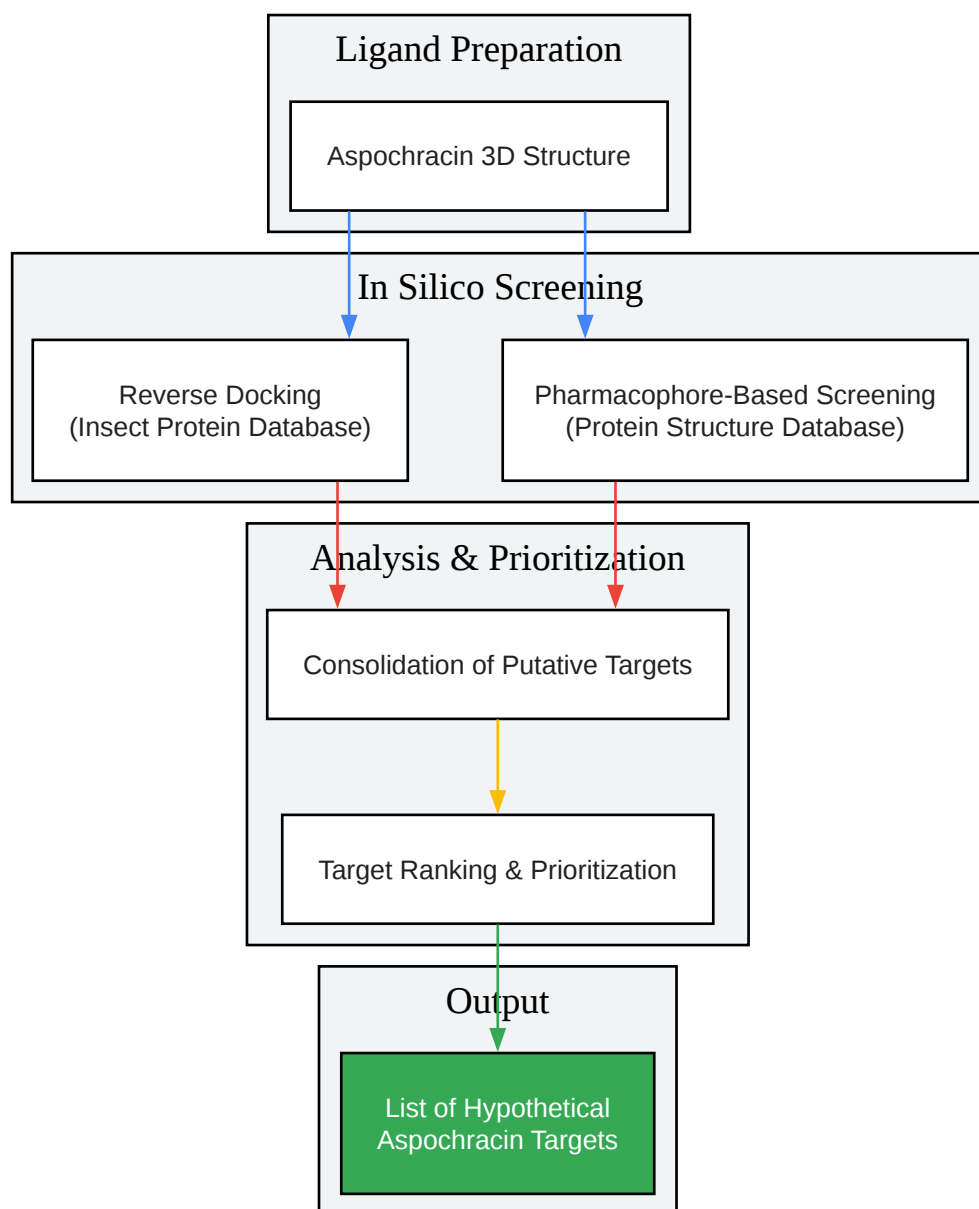 Ligand Preparation
Aspochracin 3D Structure
In Silico Screening
Reverse Docking
(Insect Protein Database)
Pharmacophore-Based Screening
(Protein Structure Database)
Analysis & Prioritization
Consolidation of Putative Targets
Target Ranking & Prioritization
Output
List of Hypothetical
Aspochracin Targets